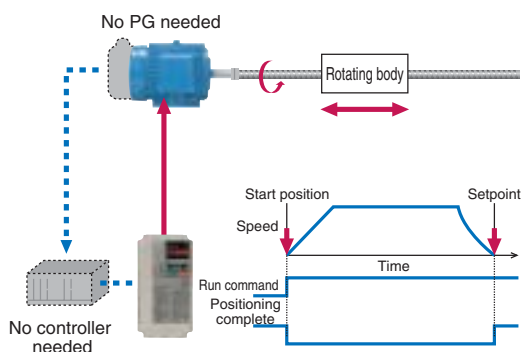 No PG needed
Rotating body
Start position
Setpoint
Speed
Time
Run command
Positioning
complete
No controller
needed